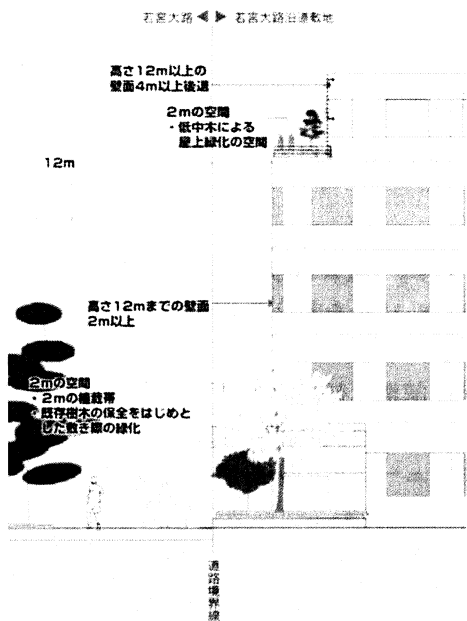 若宮大路 ◀ ▶ 若宮大路沿道敷地
高さ12m以上の
壁面4m以上後退
2mの空間
・低中木による
屋上緑化の空間
12m
高さ12mまでの壁面
2m以上
2mの空間
・2mの植栽帯
・既存樹木の保全をはじめと
した敷き際の緑化
道路境界線